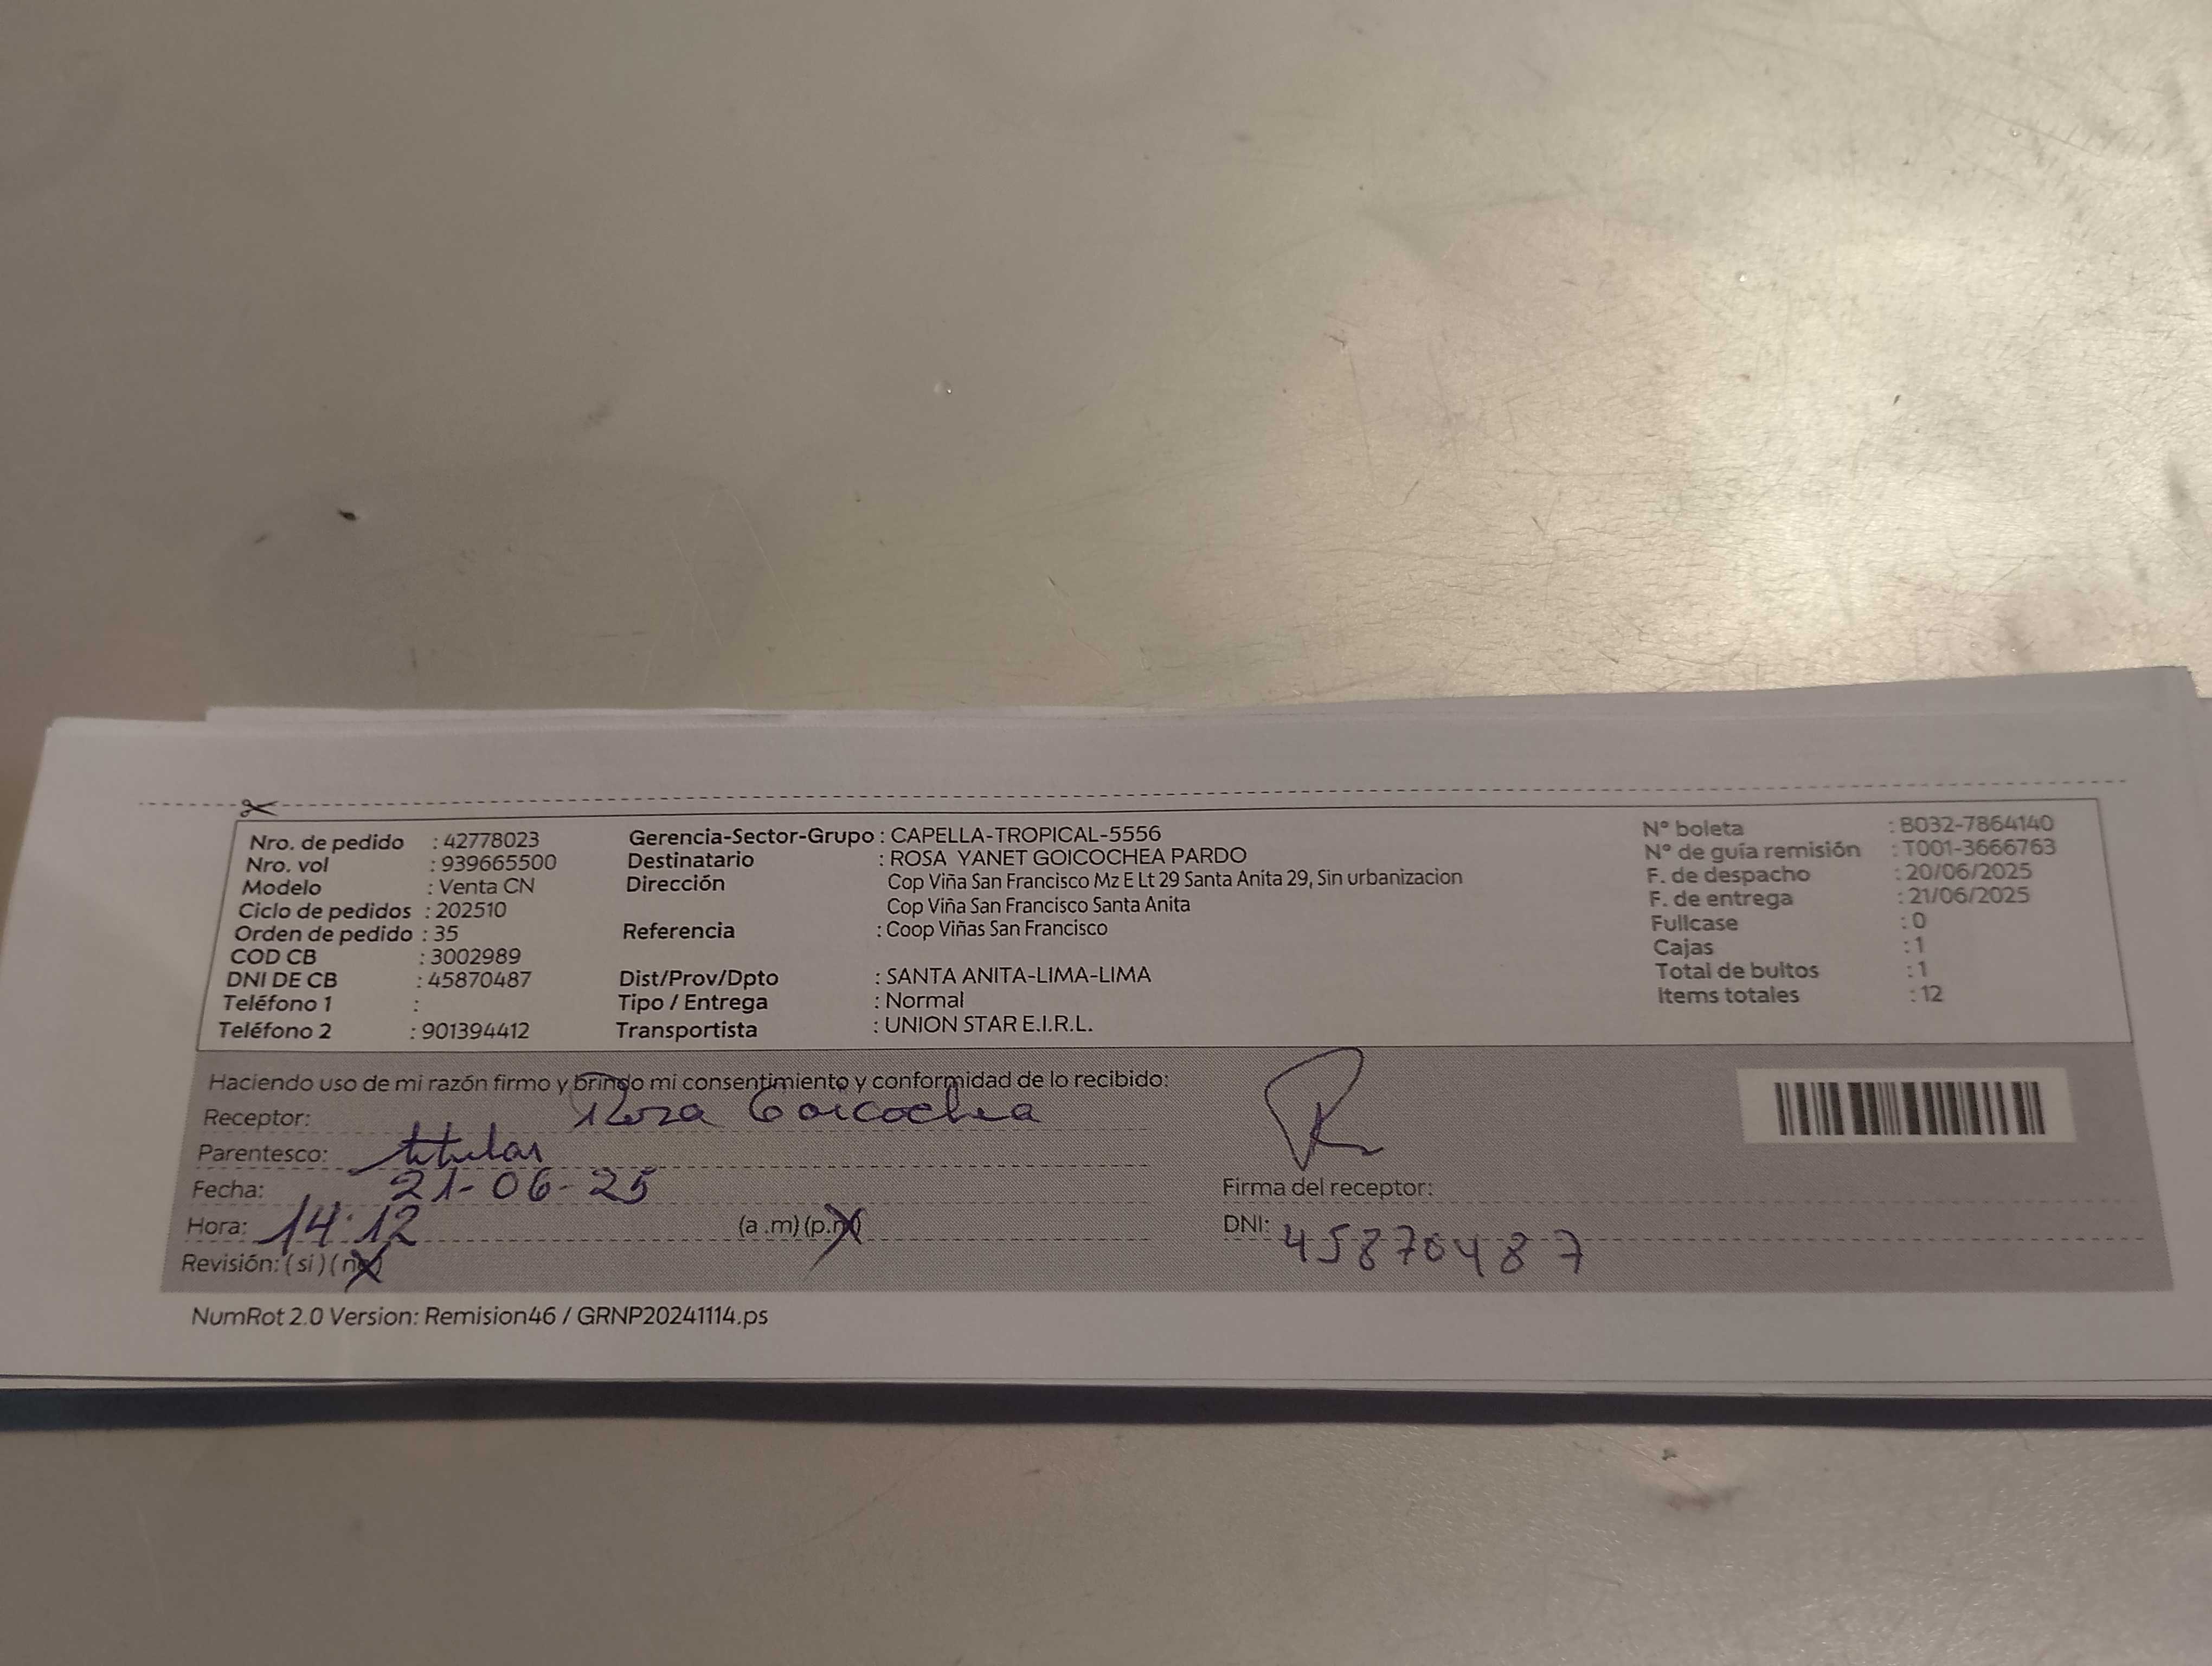 Nro. de pedido : 42778023
Nro. vol : 939665500
Modelo : Venta CN
Ciclo de pedidos : 202510
Orden de pedido : 35
COD CB : 3002989
DNI DE CB : 45870487
Teléfono 1 :
Teléfono 2 : 901394412
Gerencia-Sector-Grupo : CAPELLA-TROPICAL-5556
Destinatario : ROSA YANET GOICOCHEA PARDO
Dirección Cop Viña San Francisco Mz E Lt 29 Santa Anita 29, Sin urbanizacion
Cop Viña San Francisco Santa Anita
Referencia : Coop Viñas San Francisco
Dist/Prov/Dpto : SANTA ANITA-LIMA-LIMA
Tipo / Entrega : Normal
Transportista : UNION STAR E.I.R.L.
N° boleta : B032-7864140
N° de guía remisión : T001-3666763
F. de despacho : 20/06/2025
F. de entrega : 21/06/2025
Fullcase : 0
Cajas : 1
Total de bultos : 1
Items totales : 12
Haciendo uso de mi razón firmo y brindo mi consentimiento y conformidad de lo recibido:
Receptor: Rosa Goicochea
Parentesco: titular
Fecha: 21-06-25
Hora: 14:12 (a .m) (p.m)
Revisión: (si) (no)
Firma del receptor:
DNI: 45870487
NumRot 2.0 Version: Remision46 / GRNP20241114.ps